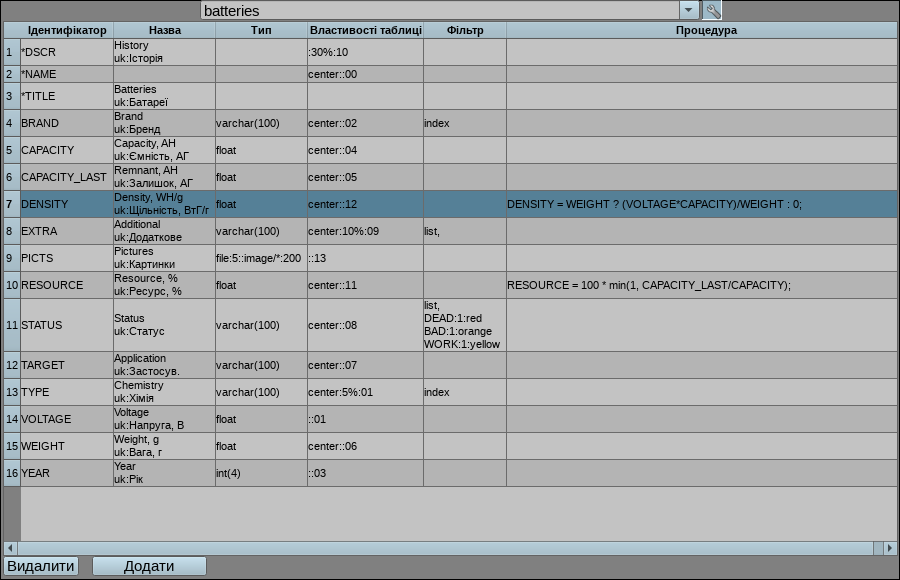 batteries
Ідентифікатор Назва Тип Властивості таблиці Фільтр Процедура
1 *DSCR History :30%:10
uk:Історія
2 *NAME center::00
3 *TITLE Batteries
uk:Батареї
4 BRAND Brand varchar(100) center::02 index
uk:Бренд
5 CAPACITY Capacity, AH float center::04
uk:Ємність, АГ
6 CAPACITY_LAST Remnant, AH float center::05
uk:Залишок, АГ
7 DENSITY Density, WH/g float center::12 DENSITY = WEIGHT ? (VOLTAGE*CAPACITY)/WEIGHT : 0;
uk:Щільність, ВтГ/г
8 EXTRA Additional varchar(100) center:10%:09 list,
uk:Додаткове
9 PICTS Pictures file:5::image/*:200 ::13
uk:Картинки
10 RESOURCE Resource, % float center::11 RESOURCE = 100 * min(1, CAPACITY_LAST/CAPACITY);
uk:Ресурс, %
11 STATUS Status varchar(100) center::08 list,
uk:Статус DEAD:1:red
BAD:1:orange
WORK:1:yellow
12 TARGET Application varchar(100) center::07
uk:Застосув.
13 TYPE Chemistry varchar(100) center:5%:01 index
uk:Хімія
14 VOLTAGE Voltage float ::01
uk:Напруга, В
15 WEIGHT Weight, g float center::06
uk:Вага, г
16 YEAR Year int(4) ::03
uk:Рік
Видалити Додати